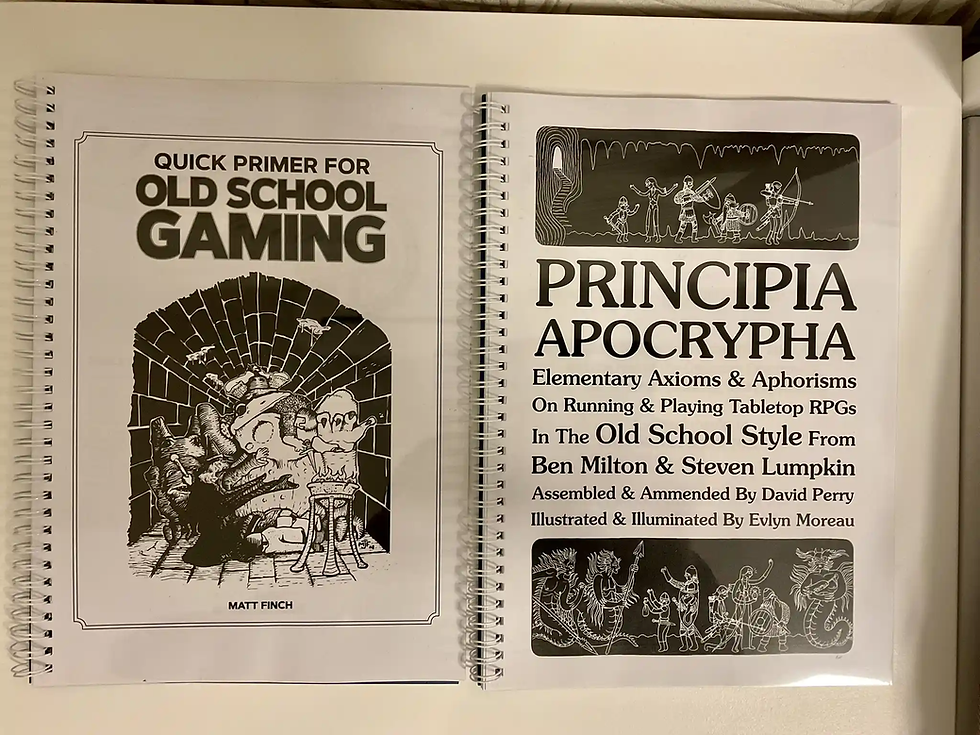 QUICK PRIMER FOR
OLD SCHOOL
GAMING
MATT FINCH
PRINCIPIA
APOCRYPHA
Elementary Axioms & Aphorisms
On Running & Playing Tabletop RPGs
In The Old School Style From
Ben Milton & Steven Lumpkin
Assembled & Ammended By David Perry
Illustrated & Illuminated By Evlyn Moreau